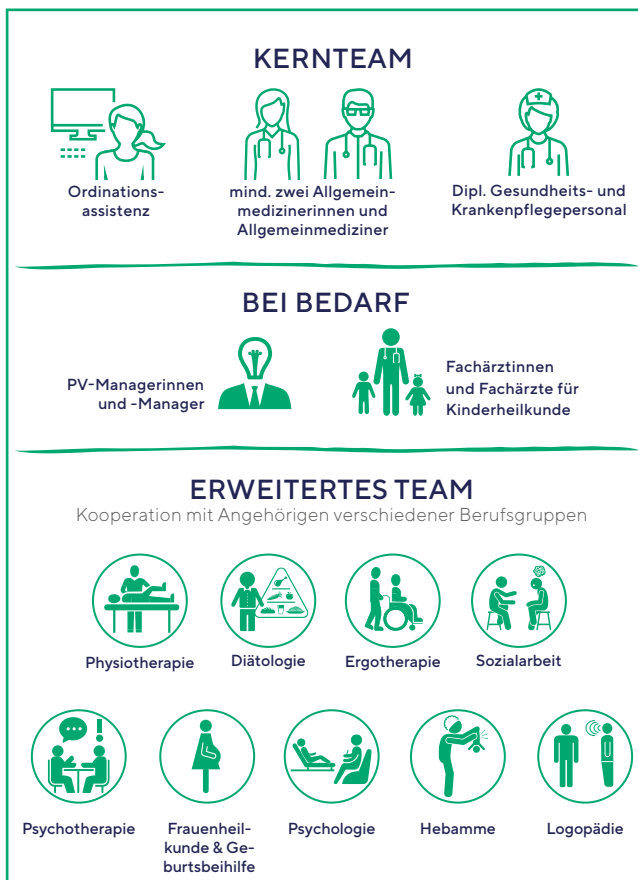 KERNTEAM
Ordinations-
assistenz
mind. zwei Allgemein-
medizinerinnen und
Allgemeinmediziner
Dipl. Gesundheits- und
Krankenpflegepersonal
BEI BEDARF
PV-Managerinnen
und -Manager
Fachärztinnen
und Fachärzte für
Kinderheilkunde
ERWEITERTES TEAM
Kooperation mit Angehörigen verschiedener Berufsgruppen
Physiotherapie
Diätologie
Ergotherapie
Sozialarbeit
Psychotherapie
Frauenheil-
kunde & Ge-
burtsbeihilfe
Psychologie
Hebamme
Logopädie